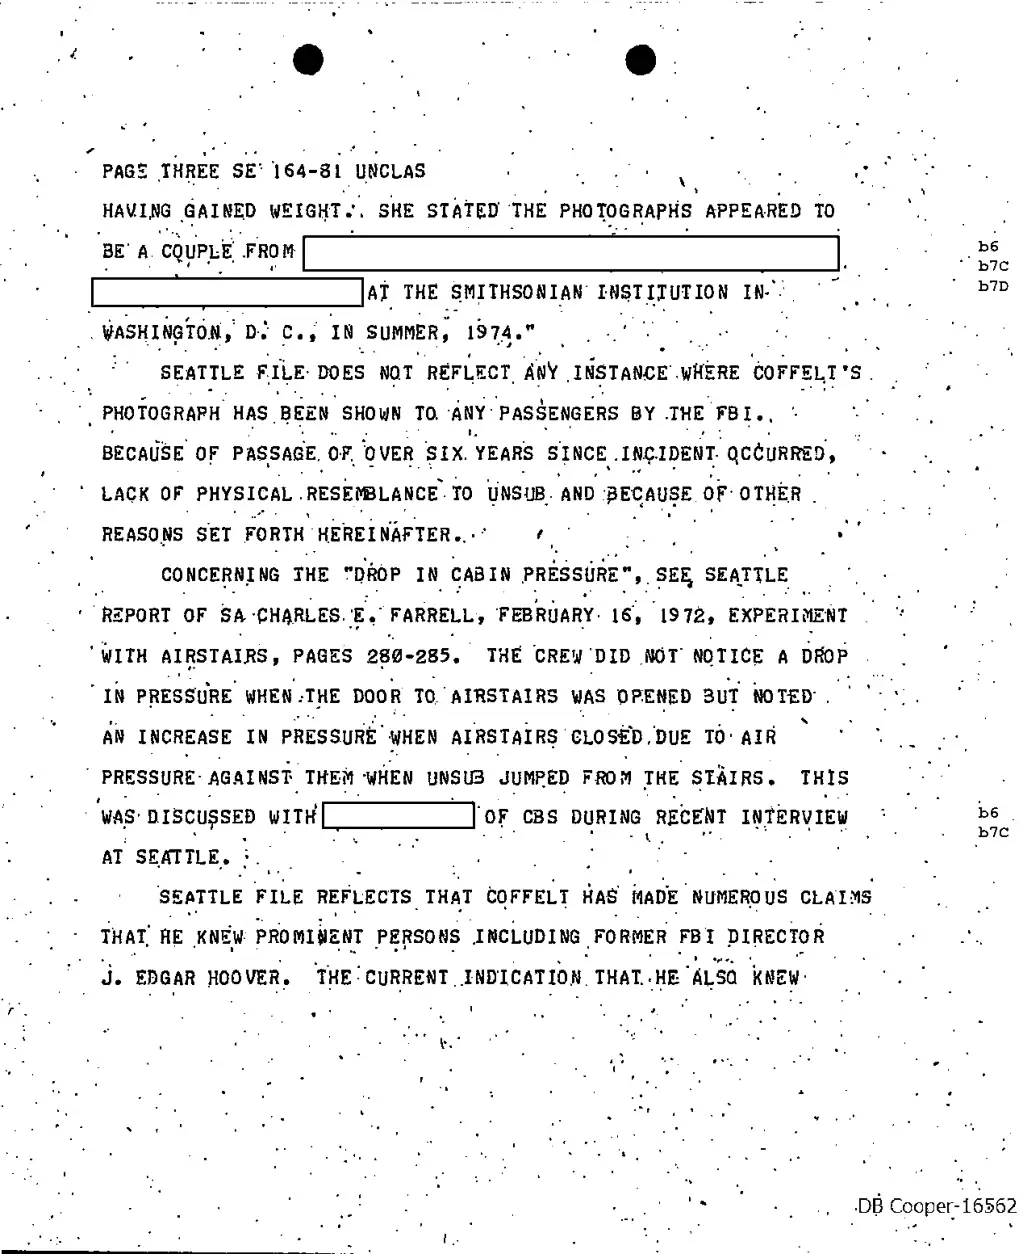 PAGE THREE SE 164-81 UNCLAS
HAVING GAINED WEIGHT. SHE STATED THE PHOTOGRAPHS APPEARED TO
BE A COUPLE FROM
b6
b7C
b7D
AT THE SMITHSONIAN INSTITUTION IN
WASHINGTON, D. C., IN SUMMER, 1974."
SEATTLE FILE DOES NOT REFLECT ANY INSTANCE WHERE COFFELT'S
PHOTOGRAPH HAS BEEN SHOWN TO ANY PASSENGERS BY THE FBI.,
BECAUSE OF PASSAGE OF OVER SIX YEARS SINCE INCIDENT OCCURRED,
LACK OF PHYSICAL RESEMBLANCE TO UNSUB AND BECAUSE OF OTHER
REASONS SET FORTH HEREINAFTER.
CONCERNING THE "DROP IN CABIN PRESSURE", SEE SEATTLE
REPORT OF SA CHARLES E. FARRELL, FEBRUARY 16, 1972, EXPERIMENT
WITH AIRSTAIRS, PAGES 280-285. THE CREW DID NOT NOTICE A DROP
IN PRESSURE WHEN THE DOOR TO AIRSTAIRS WAS OPENED BUT NOTED
AN INCREASE IN PRESSURE WHEN AIRSTAIRS CLOSED DUE TO AIR
PRESSURE AGAINST THEM WHEN UNSUB JUMPED FROM THE STAIRS. THIS
WAS DISCUSSED WITH OF CBS DURING RECENT INTERVIEW
b6
b7C
AT SEATTLE.
SEATTLE FILE REFLECTS THAT COFFELT HAS MADE NUMEROUS CLAIMS
THAT HE KNEW PROMINENT PERSONS INCLUDING FORMER FBI DIRECTOR
J. EDGAR HOOVER. THE CURRENT INDICATION THAT HE ALSO KNEW
DB Cooper-16562